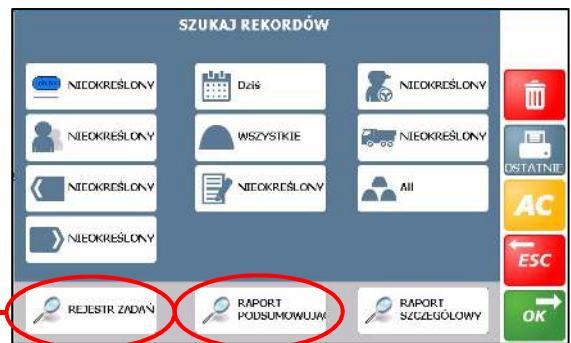 SZUKAJ REKORDÓW
NIEOKREŚLONY
Dziś
NIEOKREŚLONY
NIEOKREŚLONY
WSZYSTKIE
NIEOKREŚLONY
NIEOKREŚLONY
NIEOKREŚLONY
All
NIEOKREŚLONY
OSTATNIE
AC
ESC
OK
REJESTR ZADAŃ
RAPORT
PODSUMOWUJĄC
RAPORT
SZCZEGÓŁOWY